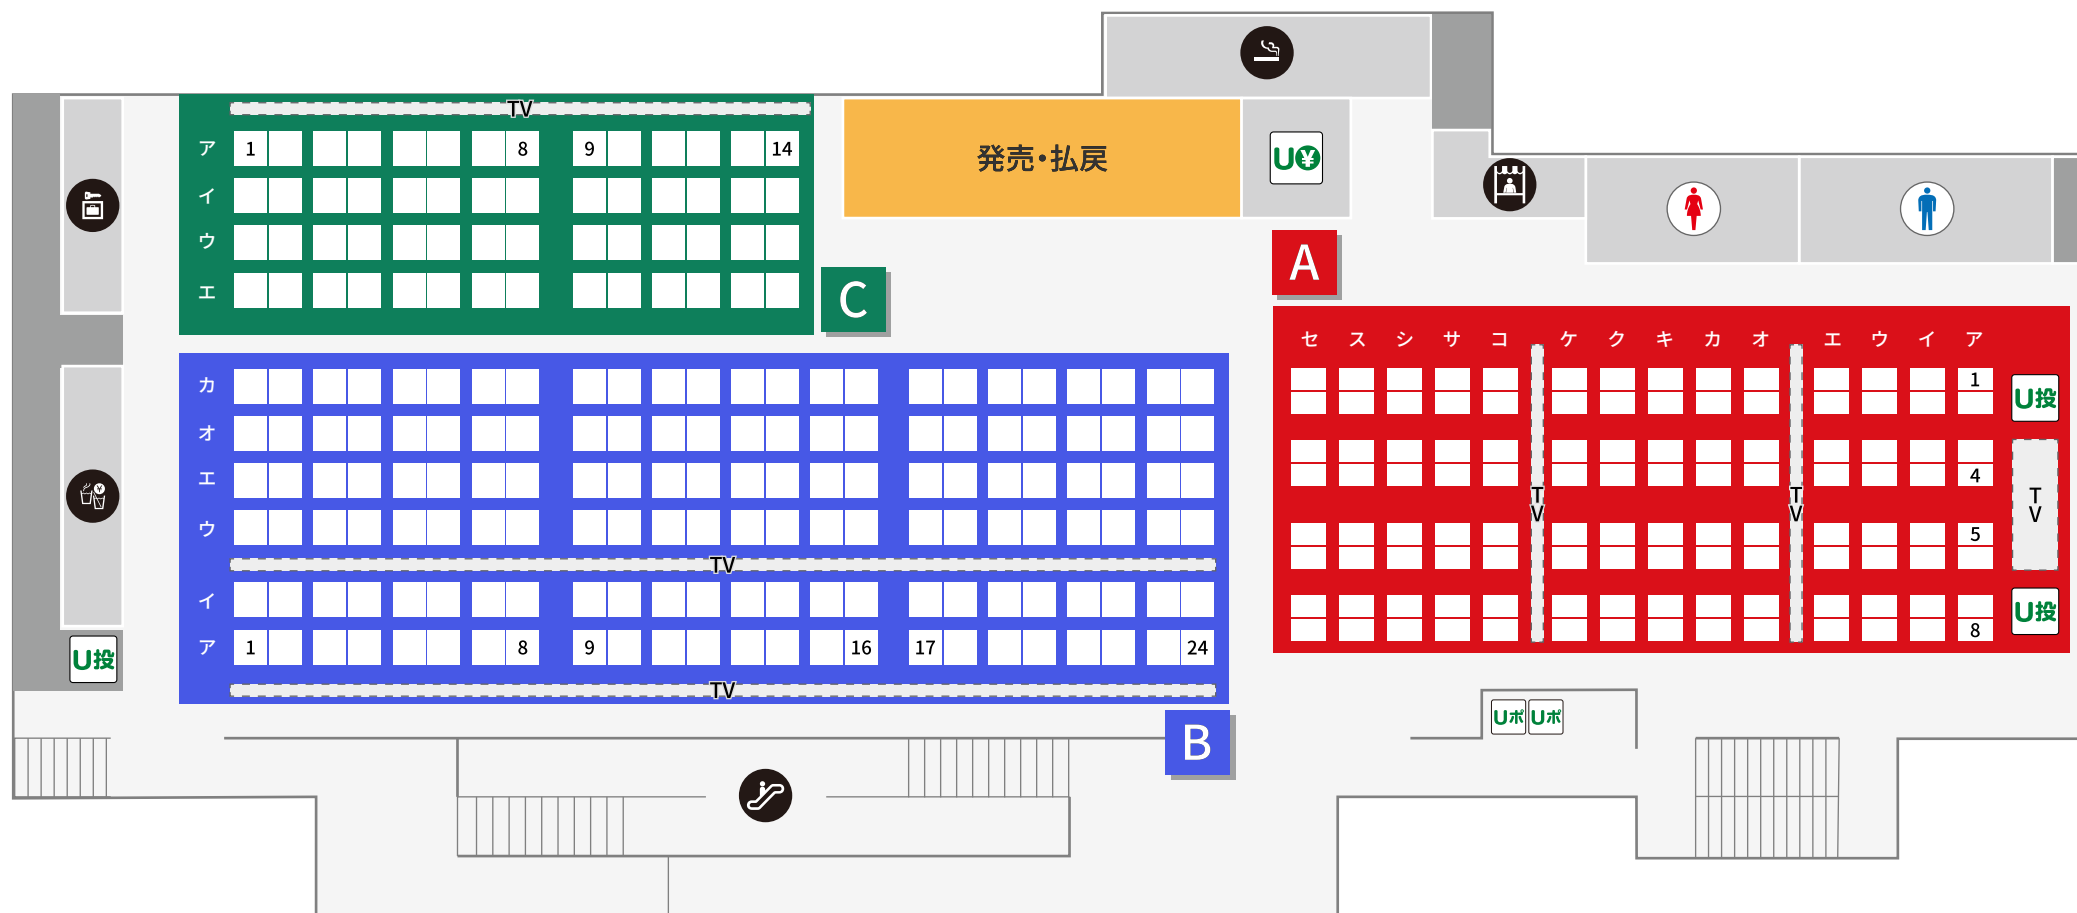 TV
ア 1 8 9 14
イ
ウ
エ
C
発売・払戻
U¥
A
セ ス シ サ コ ケ ク キ カ オ エ ウ イ ア
1
4
5
8
TV
TV
TV
U投
U投
カ
オ
エ
ウ
TV
イ
ア 1 8 9 16 17 24
TV
B
U投
¥
Uポ Uポ